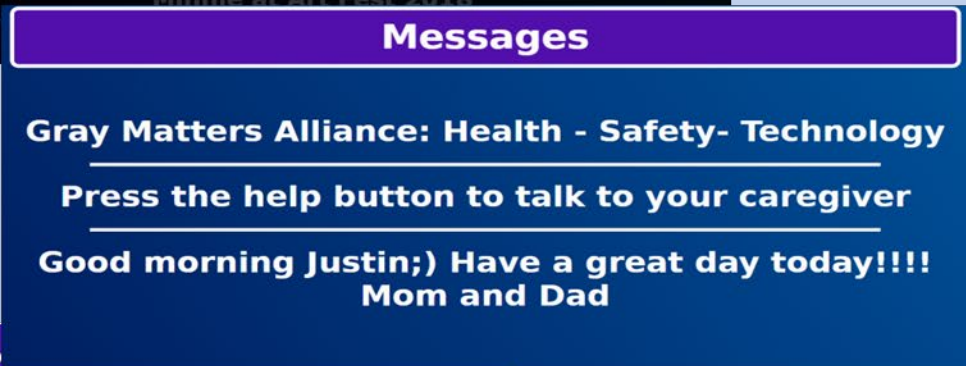 Messages
Gray Matters Alliance: Health - Safety- Technology
Press the help button to talk to your caregiver
Good morning Justin;) Have a great day today!!!!
Mom and Dad